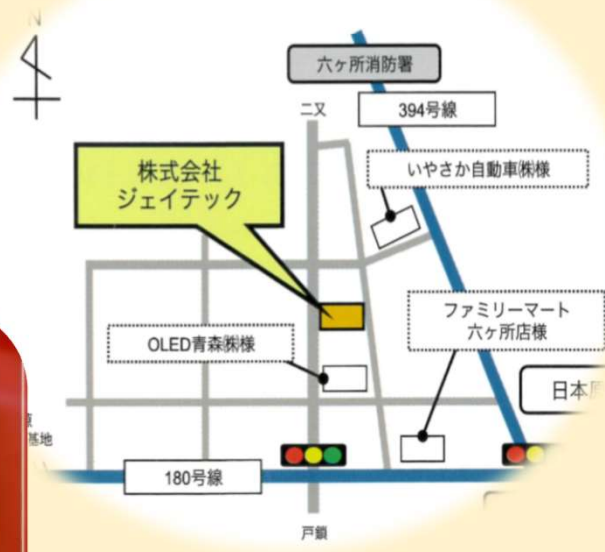 N
六ヶ所消防署
二又
394号線
株式会社
ジェイテック
いやさか自動車㈱様
ファミリーマート
六ヶ所店様
OLED青森㈱様
日本原
基地
180号線
戸鎖